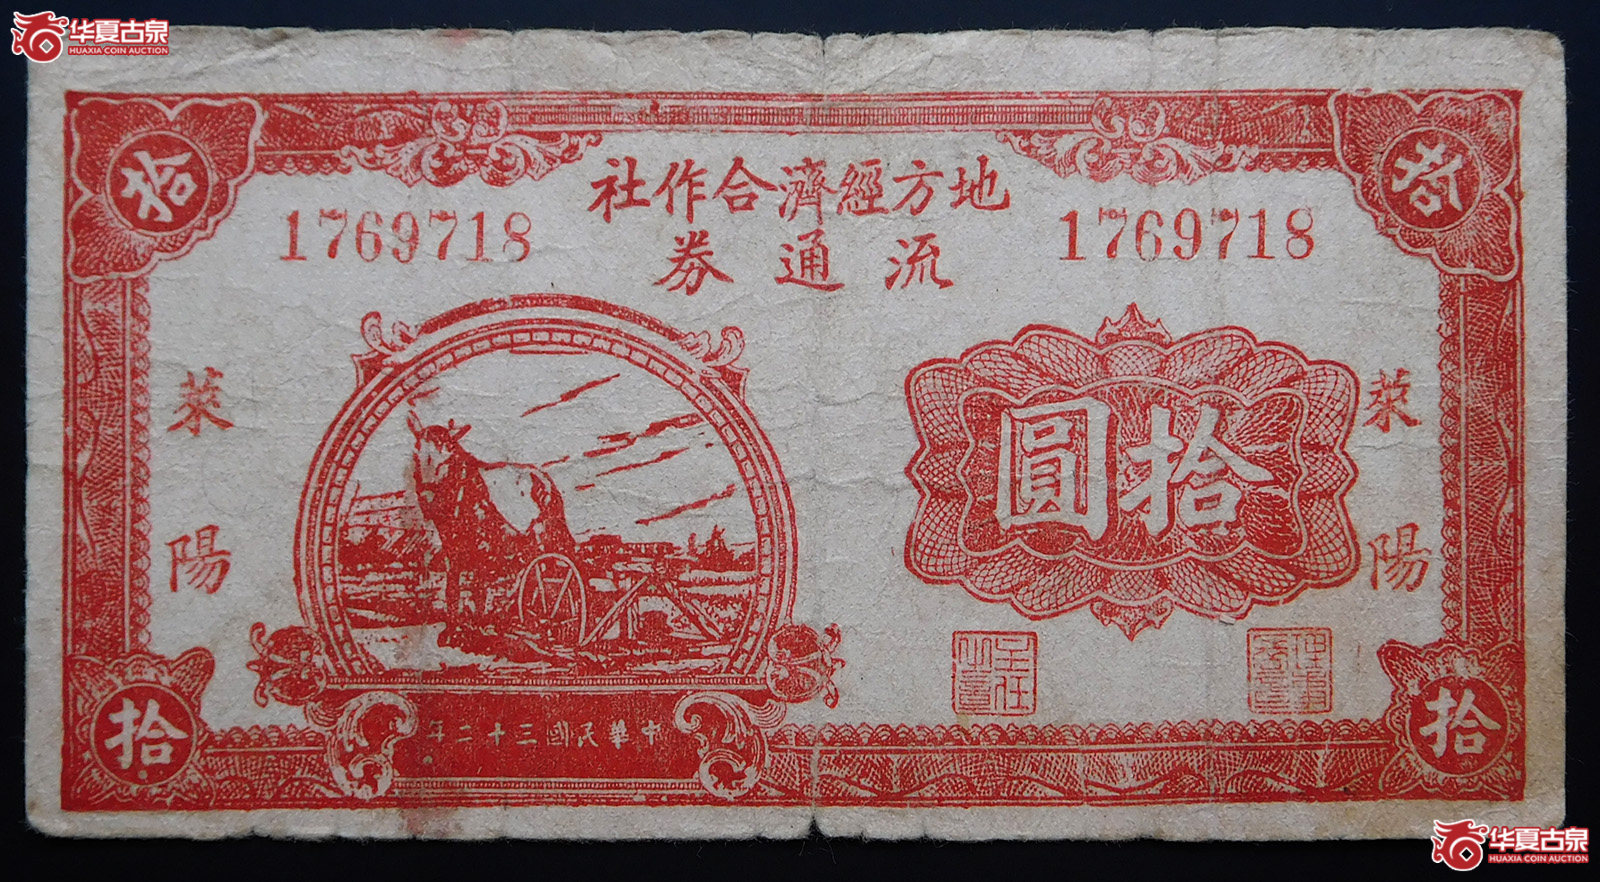 华夏古泉
HUAXIA COIN AUCTION
拾
拾
地方經濟合作社
流通券
1769718
1769718
萊陽
萊陽
拾圓
中華民國三十二年
拾
拾
华夏古泉
HUAXIA COIN AUCTION